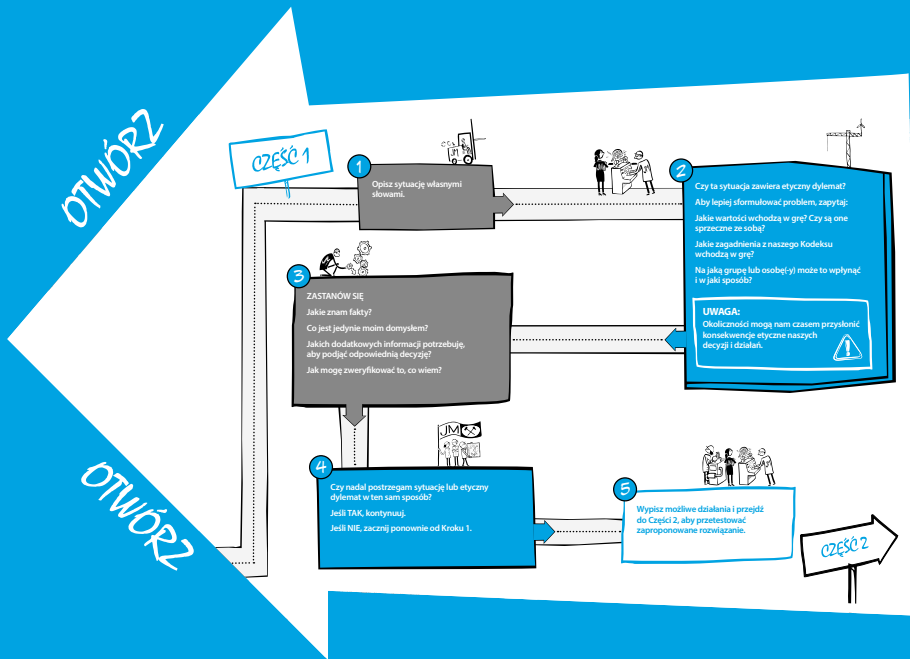 OTWÓRZ
CZĘŚĆ 1
1
Opisz sytuację własnymi
słowami.
JM
2
Czy ta sytuacja zawiera etyczny dylemat?
Aby lepiej sformułować problem, zapytaj:
Jakie wartości wchodzą w grę? Czy są one
sprzeczne ze sobą?
Jakie zagadnienia z naszego Kodeksu
wchodzą w grę?
Na jaką grupę lub osobę(-y) może to wpłynąć
i w jaki sposób?
UWAGA:
Okoliczności mogą nam czasem przysłonić
konsekwencje etyczne naszych
decyzji i działań.
3
ZASTANÓW SIĘ
Jakie znam fakty?
Co jest jedynie moim domysłem?
Jakich dodatkowych informacji potrzebuję,
aby podjąć odpowiednią decyzję?
Jak mogę zweryfikować to, co wiem?
JM
4
Czy nadal postrzegam sytuację lub etyczny
dylemat w ten sam sposób?
Jeśli TAK, kontynuuj.
Jeśli NIE, zacznij ponownie od Kroku 1.
5
Wypisz możliwe działania i przejdź
do Części 2, aby przetestować
zaproponowane rozwiązanie.
CZĘŚĆ 2
OTWÓRZ